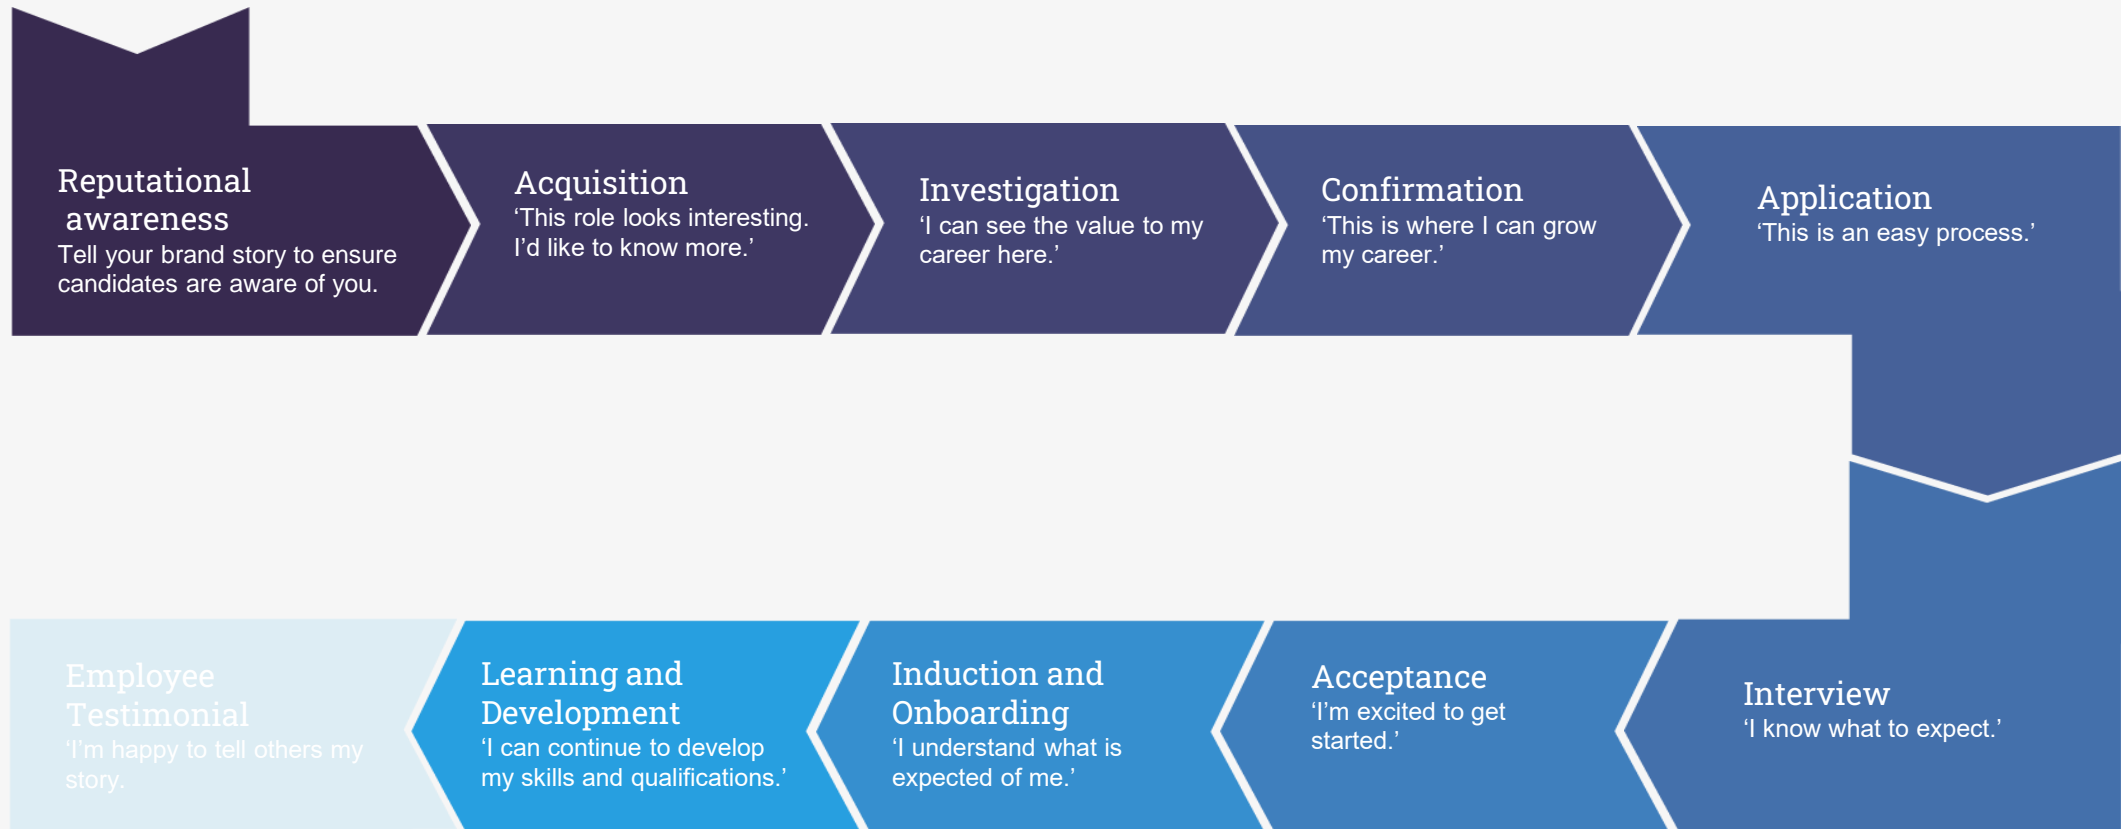 Reputational
awareness
Tell your brand story to ensure
candidates are aware of you.
Acquisition
‘This role looks interesting.
I’d like to know more.’
Investigation
‘I can see the value to my
career here.’
Confirmation
‘This is where I can grow
my career.’
Application
‘This is an easy process.’
Interview
‘I know what to expect.’
Acceptance
‘I’m excited to get
started.’
Induction and
Onboarding
‘I understand what is
expected of me.’
Learning and
Development
‘I can continue to develop
my skills and qualifications.’
Employee
Testimonial
‘I’m happy to tell others my
story.